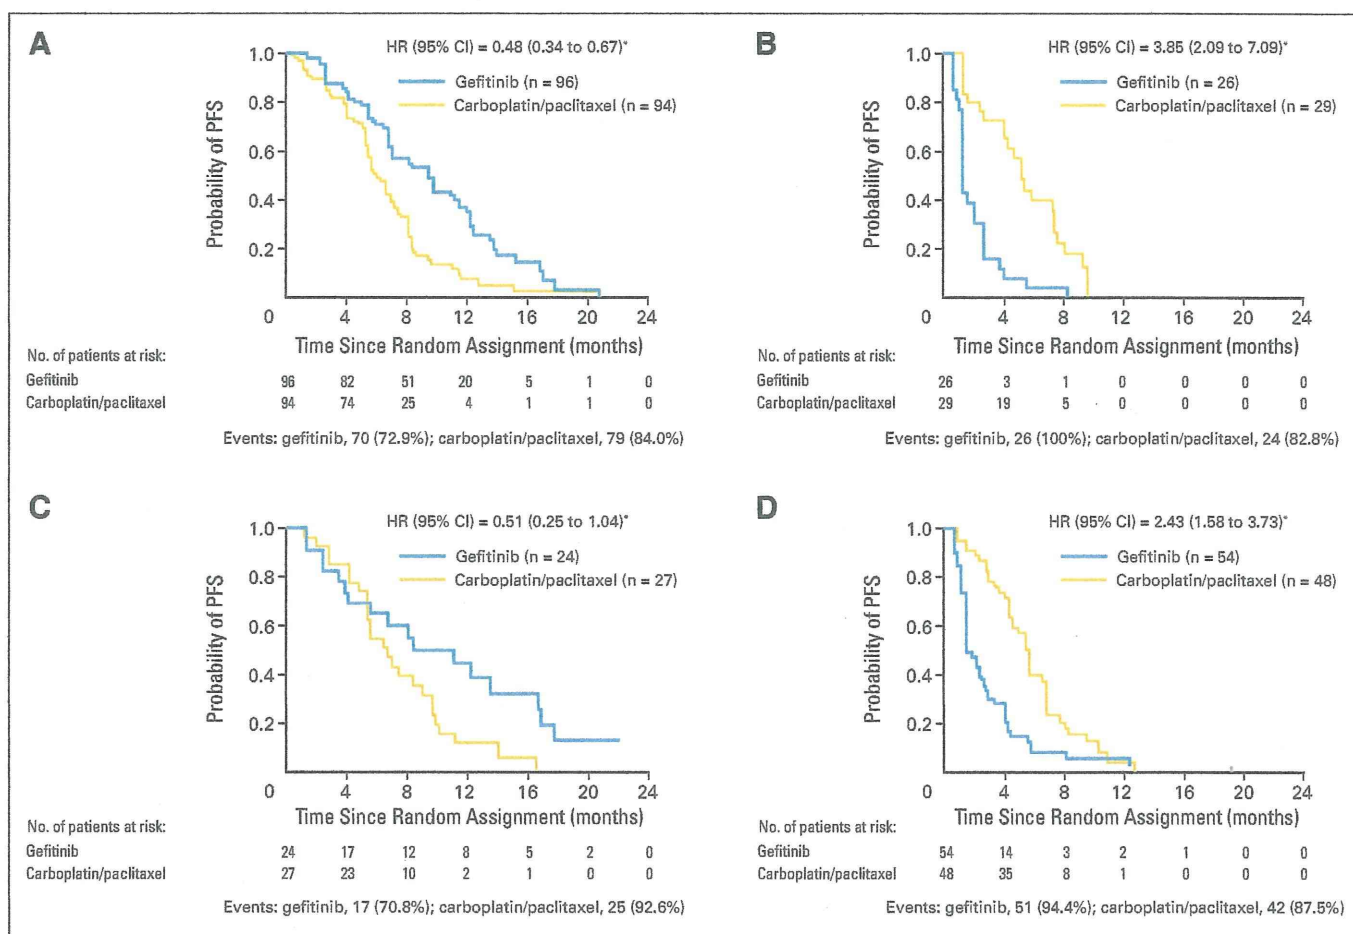 A
HR (95% CI) = 0.48 (0.34 to 0.67)*
Gefitinib (n = 96)
Carboplatin/paclitaxel (n = 94)
Probability of PFS
1.0
0.8
0.6
0.4
0.2
0 4 8 12 16 20 24
Time Since Random Assignment (months)
No. of patients at risk:
Gefitinib 96 82 51 20 5 1 0
Carboplatin/paclitaxel 94 74 25 4 1 1 0
Events: gefitinib, 70 (72.9%); carboplatin/paclitaxel, 79 (84.0%)
B
HR (95% CI) = 3.85 (2.09 to 7.09)*
Gefitinib (n = 26)
Carboplatin/paclitaxel (n = 29)
Probability of PFS
1.0
0.8
0.6
0.4
0.2
0 4 8 12 16 20 24
Time Since Random Assignment (months)
No. of patients at risk:
Gefitinib 26 3 1 0 0 0 0
Carboplatin/paclitaxel 29 19 5 0 0 0 0
Events: gefitinib, 26 (100%); carboplatin/paclitaxel, 24 (82.8%)
C
HR (95% CI) = 0.51 (0.25 to 1.04)*
Gefitinib (n = 24)
Carboplatin/paclitaxel (n = 27)
Probability of PFS
1.0
0.8
0.6
0.4
0.2
0 4 8 12 16 20 24
Time Since Random Assignment (months)
No. of patients at risk:
Gefitinib 24 17 12 8 5 2 0
Carboplatin/paclitaxel 27 23 10 2 1 0 0
Events: gefitinib, 17 (70.8%); carboplatin/paclitaxel, 25 (92.6%)
D
HR (95% CI) = 2.43 (1.58 to 3.73)*
Gefitinib (n = 54)
Carboplatin/paclitaxel (n = 48)
Probability of PFS
1.0
0.8
0.6
0.4
0.2
0 4 8 12 16 20 24
Time Since Random Assignment (months)
No. of patients at risk:
Gefitinib 54 14 3 2 1 0 0
Carboplatin/paclitaxel 48 35 8 1 0 0 0
Events: gefitinib, 51 (94.4%); carboplatin/paclitaxel, 42 (87.5%)